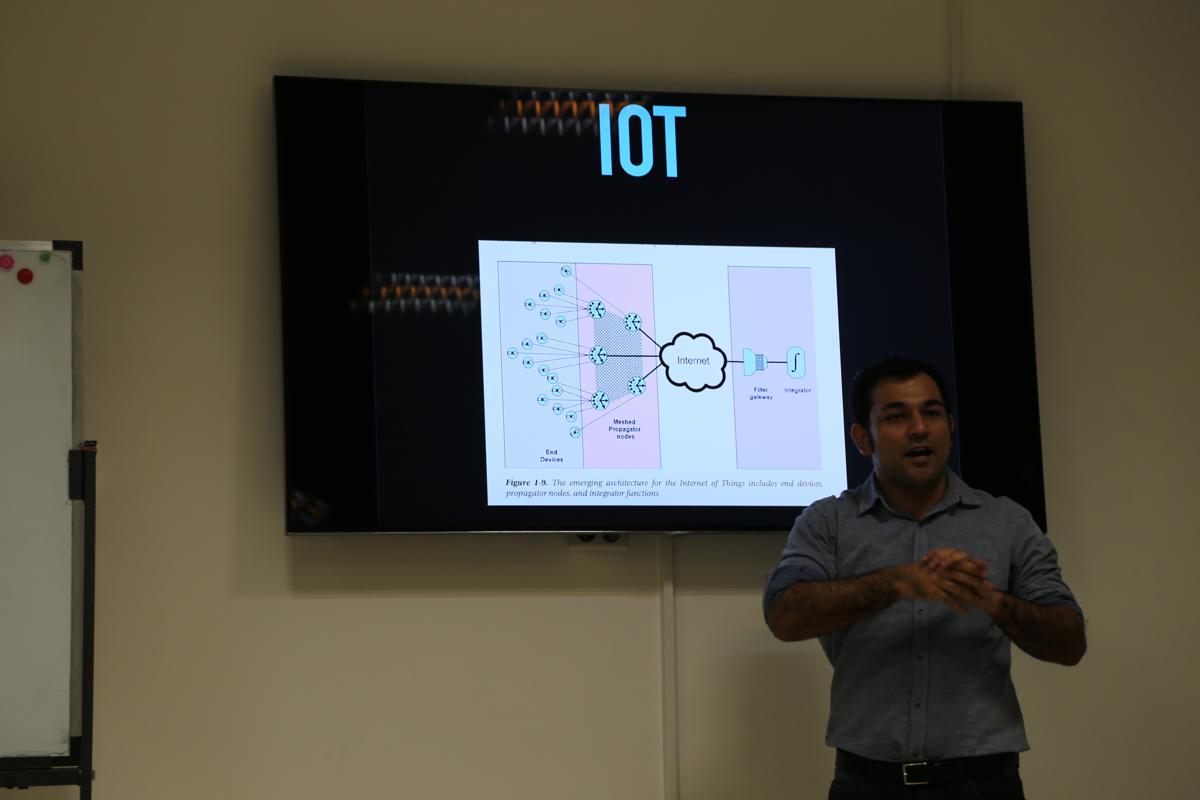 IOT
Internet
Filter
gateway
Integrator
Meshed
Propagator
nodes
End
Devices
Figure 1-9. The emerging architecture for the Internet of Things includes end devices,
propagator nodes, and integrator functions